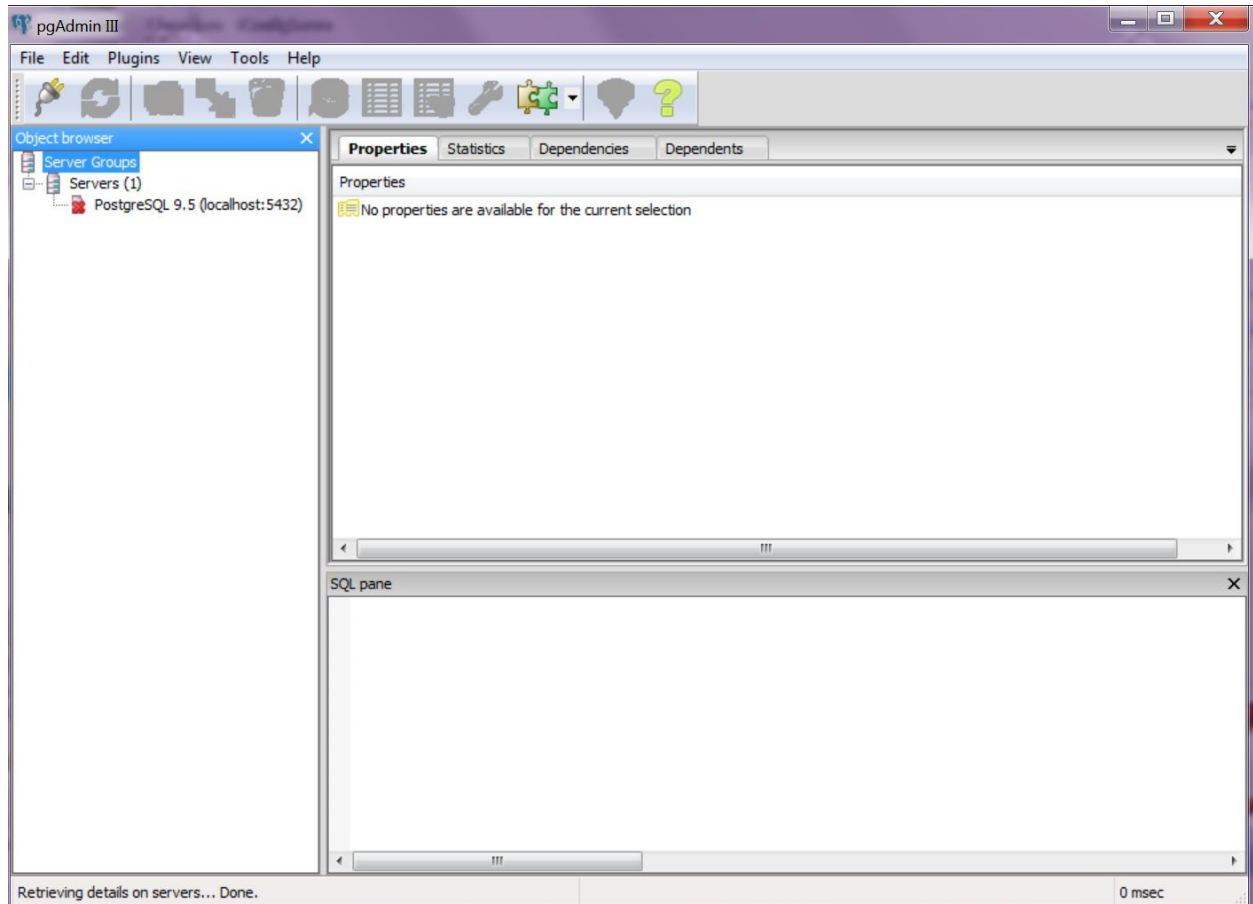 pgAdmin III
File Edit Plugins View Tools Help
Object browser
Server Groups
Servers (1)
PostgreSQL 9.5 (localhost:5432)
Properties Statistics Dependencies Dependents
Properties
No properties are available for the current selection
SQL pane
Retrieving details on servers... Done.
0 msec